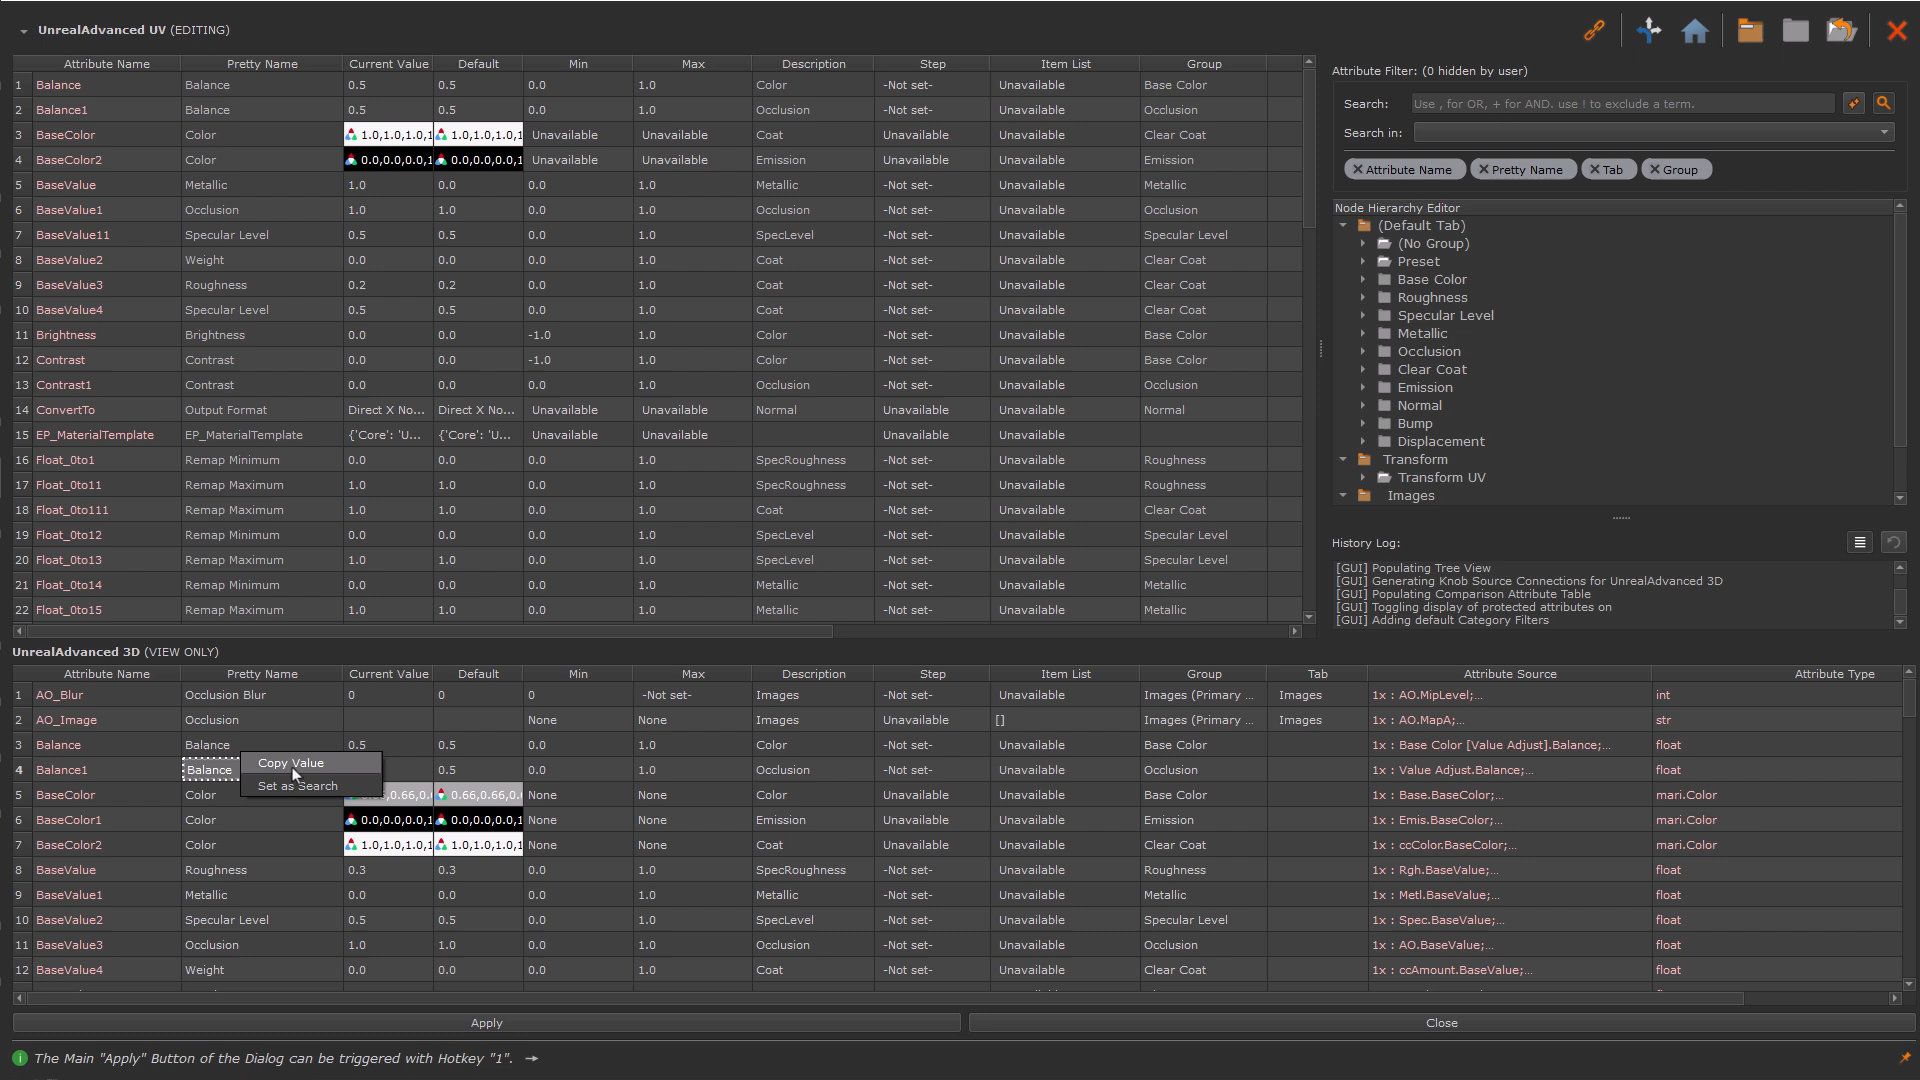 UnrealAdvanced UV (EDITING)
Attribute Name Pretty Name Current Value Default Min Max Description Step Item List Group
1 Balance Balance 0.5 0.5 0.0 1.0 Color -Not set- Unavailable Base Color
2 Balance1 Balance 0.5 0.5 0.0 1.0 Occlusion -Not set- Unavailable Occlusion
3 BaseColor Color 1.0,1.0,1.0,1 1.0,1.0,1.0,1 Unavailable Unavailable Coat Unavailable Unavailable Clear Coat
4 BaseColor2 Color 0.0,0.0,0.0,1 0.0,0.0,0.0,1 Unavailable Unavailable Emission Unavailable Unavailable Emission
5 BaseValue Metallic 1.0 0.0 0.0 1.0 Metallic -Not set- Unavailable Metallic
6 BaseValue1 Occlusion 1.0 1.0 0.0 1.0 Occlusion -Not set- Unavailable Occlusion
7 BaseValue11 Specular Level 0.5 0.5 0.0 1.0 SpecLevel -Not set- Unavailable Specular Level
8 BaseValue2 Weight 0.0 0.0 0.0 1.0 Coat -Not set- Unavailable Clear Coat
9 BaseValue3 Roughness 0.2 0.2 0.0 1.0 Coat -Not set- Unavailable Clear Coat
10 BaseValue4 Specular Level 0.5 0.5 0.0 1.0 Coat -Not set- Unavailable Clear Coat
11 Brightness Brightness 0.0 0.0 -1.0 1.0 Color -Not set- Unavailable Base Color
12 Contrast Contrast 0.0 0.0 -1.0 1.0 Color -Not set- Unavailable Base Color
13 Contrast1 Contrast 0.0 0.0 0.0 1.0 Occlusion -Not set- Unavailable Occlusion
14 ConvertTo Output Format Direct X No... Direct X No... Unavailable Unavailable Normal Unavailable Unavailable Normal
15 EP_MaterialTemplate EP_MaterialTemplate {'Core': 'U... {'Core': 'U... Unavailable Unavailable Unavailable Unavailable
16 Float_0to1 Remap Minimum 0.0 0.0 0.0 1.0 SpecRoughness -Not set- Unavailable Roughness
17 Float_0to11 Remap Maximum 1.0 1.0 0.0 1.0 SpecRoughness -Not set- Unavailable Roughness
18 Float_0to111 Remap Maximum 1.0 1.0 0.0 1.0 Coat -Not set- Unavailable Clear Coat
19 Float_0to12 Remap Minimum 0.0 0.0 0.0 1.0 SpecLevel -Not set- Unavailable Specular Level
20 Float_0to13 Remap Maximum 1.0 1.0 0.0 1.0 SpecLevel -Not set- Unavailable Specular Level
21 Float_0to14 Remap Minimum 0.0 0.0 0.0 1.0 Metallic -Not set- Unavailable Metallic
22 Float_0to15 Remap Maximum 1.0 1.0 0.0 1.0 Metallic -Not set- Unavailable Metallic
Attribute Filter: (0 hidden by user)
Search: Use , for OR, + for AND. use ! to exclude a term.
Search in:
Attribute Name Pretty Name Tab Group
Node Hierarchy Editor
(Default Tab)
(No Group)
Preset
Base Color
Roughness
Specular Level
Metallic
Occlusion
Clear Coat
Emission
Normal
Bump
Displacement
Transform
Transform UV
Images
History Log:
[GUI] Populating Tree View
[GUI] Generating Knob Source Connections for UnrealAdvanced 3D
[GUI] Populating Comparison Attribute Table
[GUI] Toggling display of protected attributes on
[GUI] Adding default Category Filters
UnrealAdvanced 3D (VIEW ONLY)
Attribute Name Pretty Name Current Value Default Min Max Description Step Item List Group Tab Attribute Source Attribute Type
1 AO_Blur Occlusion Blur 0 0 0 -Not set- Images -Not set- Unavailable Images (Primary ... Images 1x : AO.MipLevel;... int
2 AO_Image Occlusion None None Images Unavailable [] Images (Primary ... Images 1x : AO.MapA;... str
3 Balance Balance 0.5 0.5 0.0 1.0 Color -Not set- Unavailable Base Color 1x : Base Color [Value Adjust].Balance;... float
4 Balance1 Balance 0.5 0.0 1.0 Occlusion -Not set- Unavailable Occlusion 1x : Value Adjust.Balance;... float
Copy Value
Set as Search
5 BaseColor Color 0.66,0. 0.66,0.66,0. None None Color Unavailable Unavailable Base Color 1x : Base.BaseColor;... mari.Color
6 BaseColor1 Color 0.0,0.0,0.0,1 0.0,0.0,0.0,1 None None Emission Unavailable Unavailable Emission 1x : Emis.BaseColor;... mari.Color
7 BaseColor2 Color 1.0,1.0,1.0,1 1.0,1.0,1.0,1 None None Coat Unavailable Unavailable Clear Coat 1x : ccColor.BaseColor;... mari.Color
8 BaseValue Roughness 0.3 0.3 0.0 1.0 SpecRoughness -Not set- Unavailable Roughness 1x : Rgh.BaseValue;... float
9 BaseValue1 Metallic 0.0 0.0 0.0 1.0 Metallic -Not set- Unavailable Metallic 1x : Metl.BaseValue;... float
10 BaseValue2 Specular Level 0.5 0.5 0.0 1.0 SpecLevel -Not set- Unavailable Specular Level 1x : Spec.BaseValue;... float
11 BaseValue3 Occlusion 1.0 1.0 0.0 1.0 Occlusion -Not set- Unavailable Occlusion 1x : AO.BaseValue;... float
12 BaseValue4 Weight 0.0 0.0 0.0 1.0 Coat -Not set- Unavailable Clear Coat 1x : ccAmount.BaseValue;... float
Apply Close
The Main "Apply" Button of the Dialog can be triggered with Hotkey "1". →